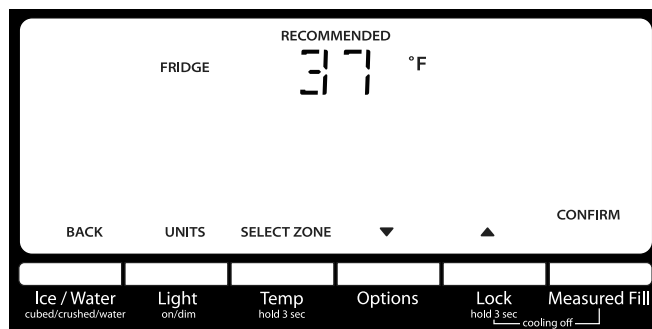 RECOMMENDED
FRIDGE 37 °F
CONFIRM
BACK UNITS SELECT ZONE ▼ ▲
Ice / Water Light Temp Options Lock Measured Fill
cubed/crushed/water on/dim hold 3 sec hold 3 sec
cooling off